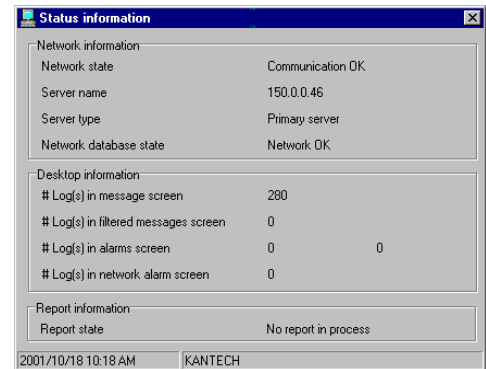 Status information
Network information
Network state Communication OK
Server name 150.0.0.46
Server type Primary server
Network database state Network OK
Desktop information
# Log(s) in message screen 280
# Log(s) in filtered messages screen 0
# Log(s) in alarms screen 0 0
# Log(s) in network alarm screen 0
Report information
Report state No report in process
2001/10/18 10:18 AM KANTECH